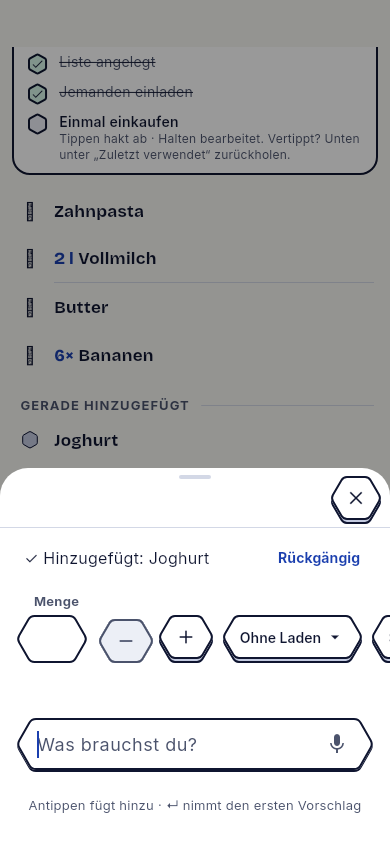 Liste angelegt
Jemanden einladen
Einmal einkaufen
Tippen hakt ab · Halten bearbeitet. Vertippt? Unten
unter „Zuletzt verwendet“ zurückholen.
Zahnpasta
2 l Vollmilch
Butter
6× Bananen
GERADE HINZUGEFÜGT
Joghurt
✓ Hinzugefügt: Joghurt Rückgängig
Menge
Ohne Laden
Was brauchst du?
Antippen fügt hinzu · ↵ nimmt den ersten Vorschlag